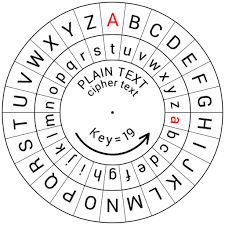 A B C D E F G H I J K L M N O P Q R S T U V W X Y Z
t u v w x y z a b c d e f g h i j k l m n o p q r s
PLAIN TEXT
cipher text
Key=19